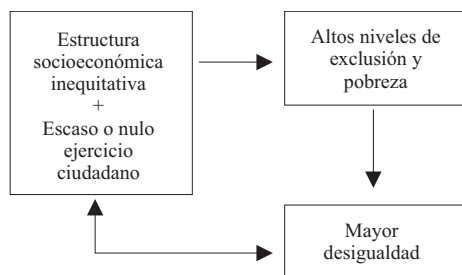 Estructura
socioeconómica
inequitativa
+
Escaso o nulo
ejercicio
ciudadano
Altos niveles de
exclusión y
pobreza
Mayor
desigualdad